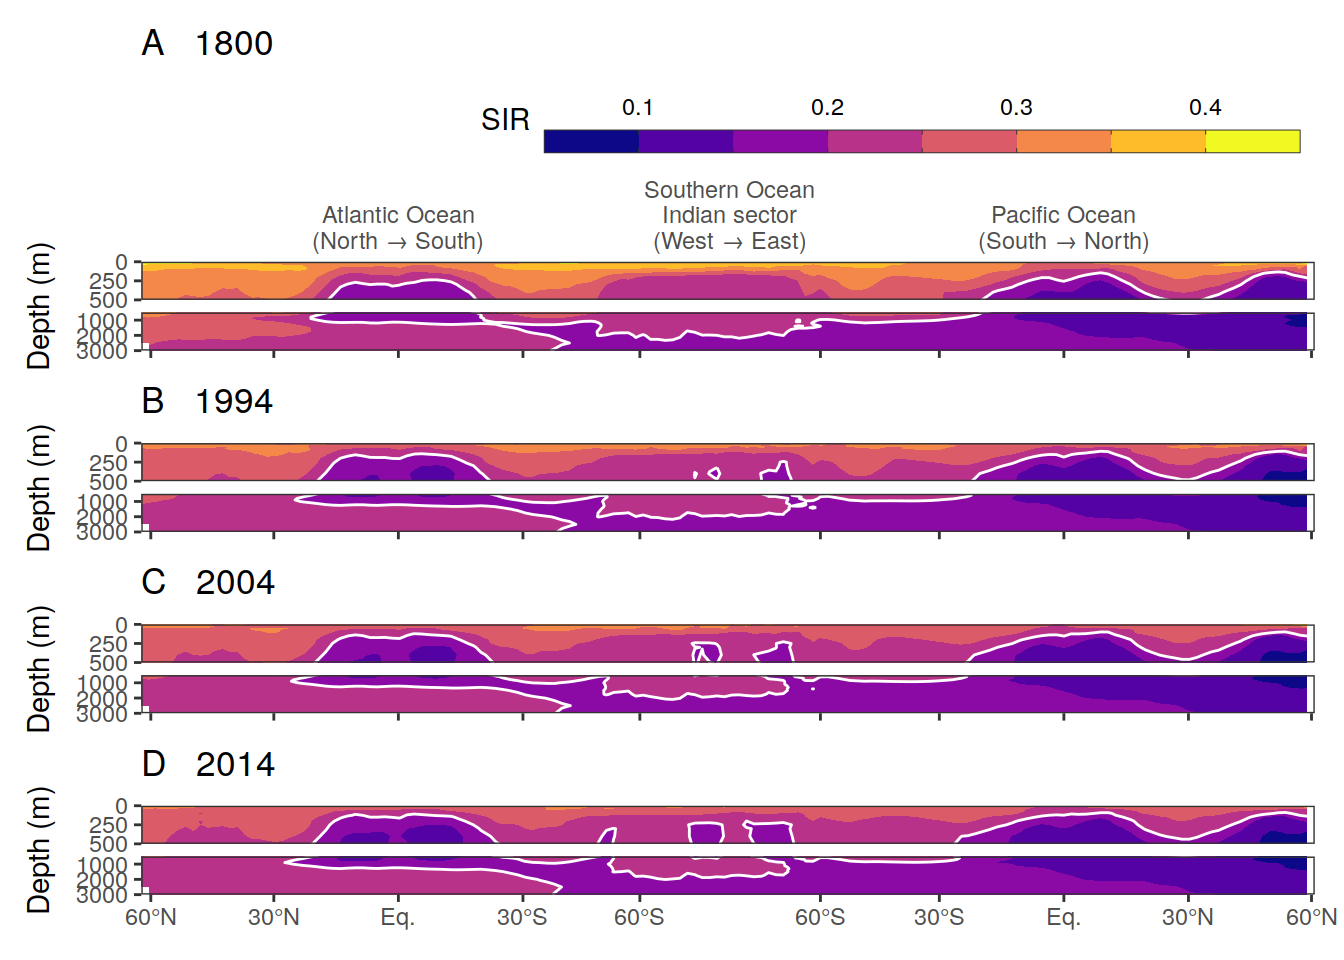 A 1800
SIR 0.1 0.2 0.3 0.4
Atlantic Ocean
(North → South)
Southern Ocean
Indian sector
(West → East)
Pacific Ocean
(South → North)
Depth (m)
0
250
500
1000
2000
3000
B 1994
Depth (m)
0
250
500
1000
2000
3000
C 2004
Depth (m)
0
250
500
1000
2000
3000
D 2014
Depth (m)
0
250
500
1000
2000
3000
60°N 30°N Eq. 30°S 60°S 60°S 30°S Eq. 30°N 60°N